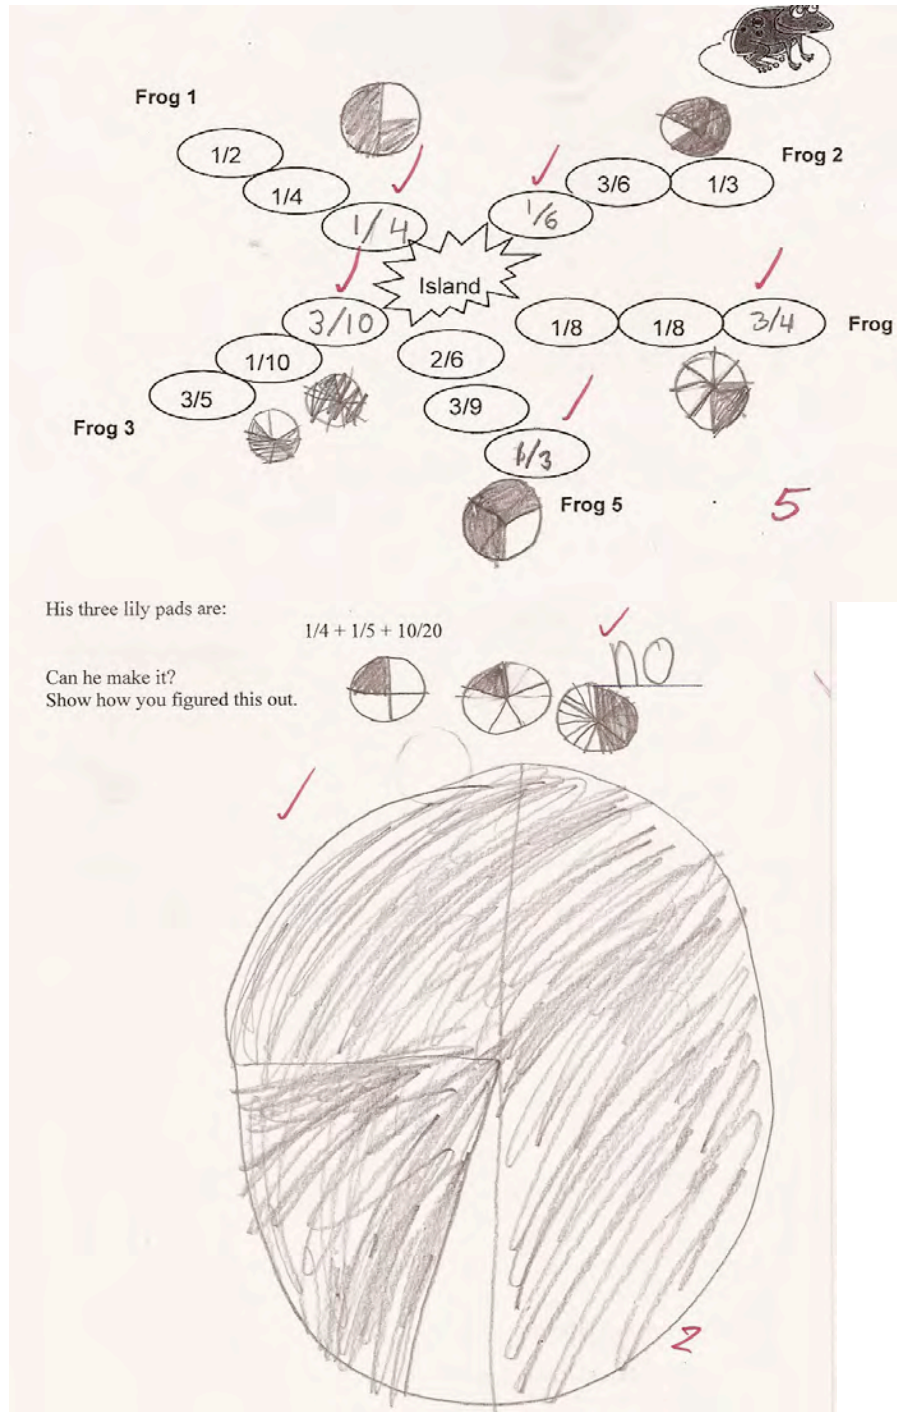 Frog 1
1/2
1/4
1/4
Frog 2
1/6
3/6
1/3
Island
3/10
1/10
3/5
Frog 3
1/8
1/8
3/4
Frog
2/6
3/9
1/3
Frog 5
5
His three lily pads are:
1/4 + 1/5 + 10/20
no
Can he make it?
Show how you figured this out.
2